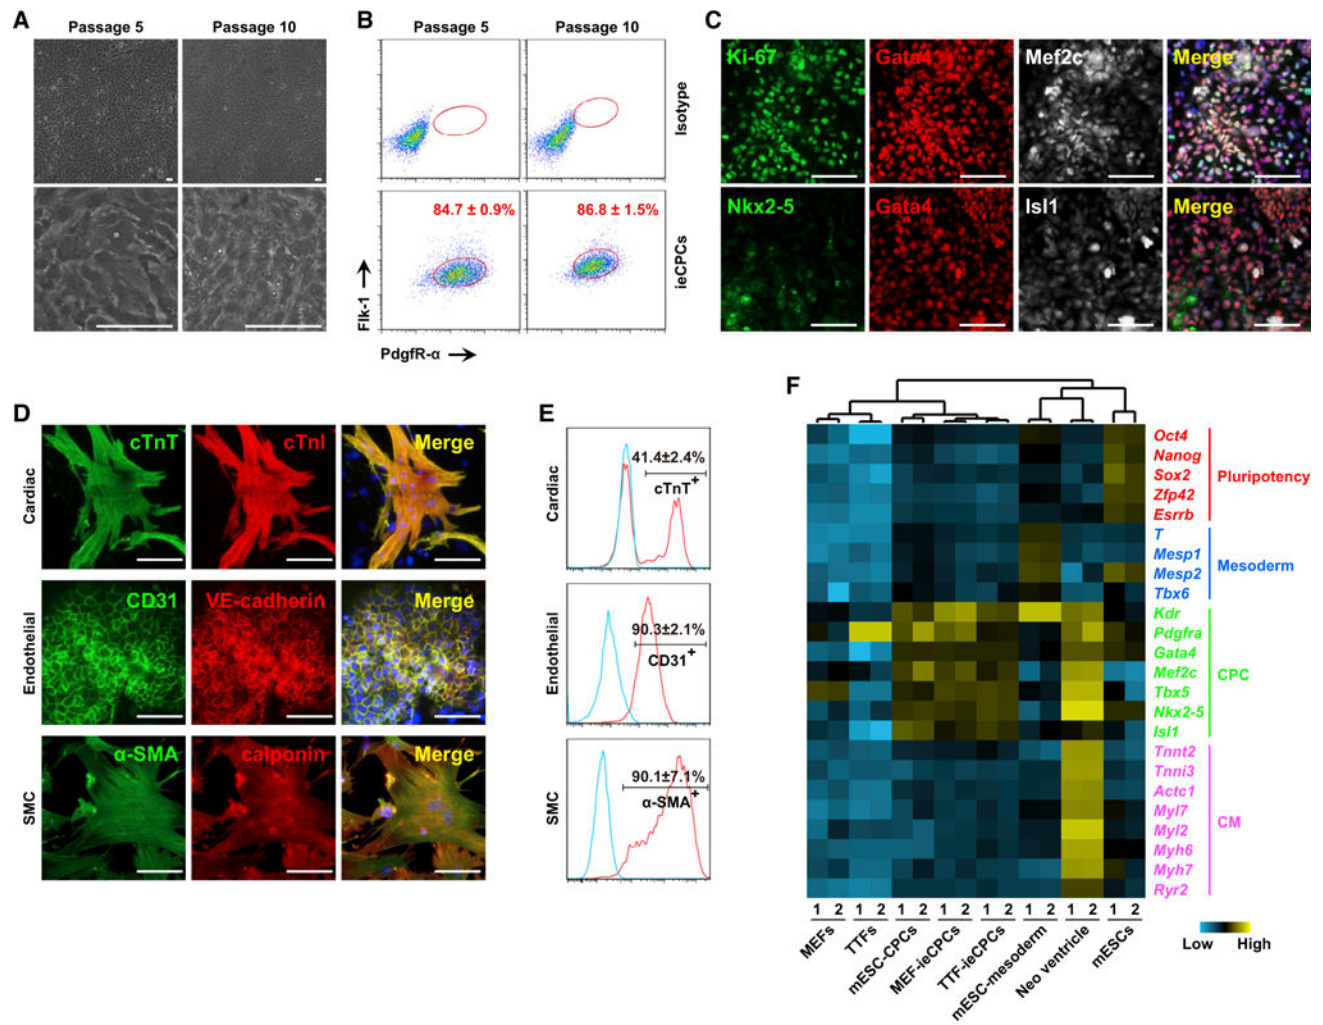 A
Passage 5
Passage 10
B
Passage 5
Passage 10
Isotype
84.7 ± 0.9%
86.8 ± 1.5%
ieCPCs
Flk-1
PdgfR-α
C
Ki-67
Gata4
Mef2c
Merge
Nkx2-5
Gata4
Isl1
Merge
D
Cardiac
cTnT
cTnI
Merge
Endothelial
CD31
VE-cadherin
Merge
SMC
α-SMA
calponin
Merge
E
Cardiac
41.4±2.4%
cTnT+
Endothelial
90.3±2.1%
CD31+
SMC
90.1±7.1%
α-SMA+
F
Oct4
Nanog
Sox2
Zfp42
Esrrb
Pluripotency
T
Mesp1
Mesp2
Tbx6
Mesoderm
Kdr
Pdgfra
Gata4
Mef2c
Tbx5
Nkx2-5
Isl1
CPC
Tnnt2
Tnni3
Actc1
Myl7
Myl2
Myh6
Myh7
Ryr2
CM
1 2 1 2 1 2 1 2 1 2 1 2 1 2 1 2
MEFs
TTFs
mESC-CPCs
MEF-ieCPCs
TTF-ieCPCs
mESC-mesoderm
Neo ventricle
mESCs
Low High